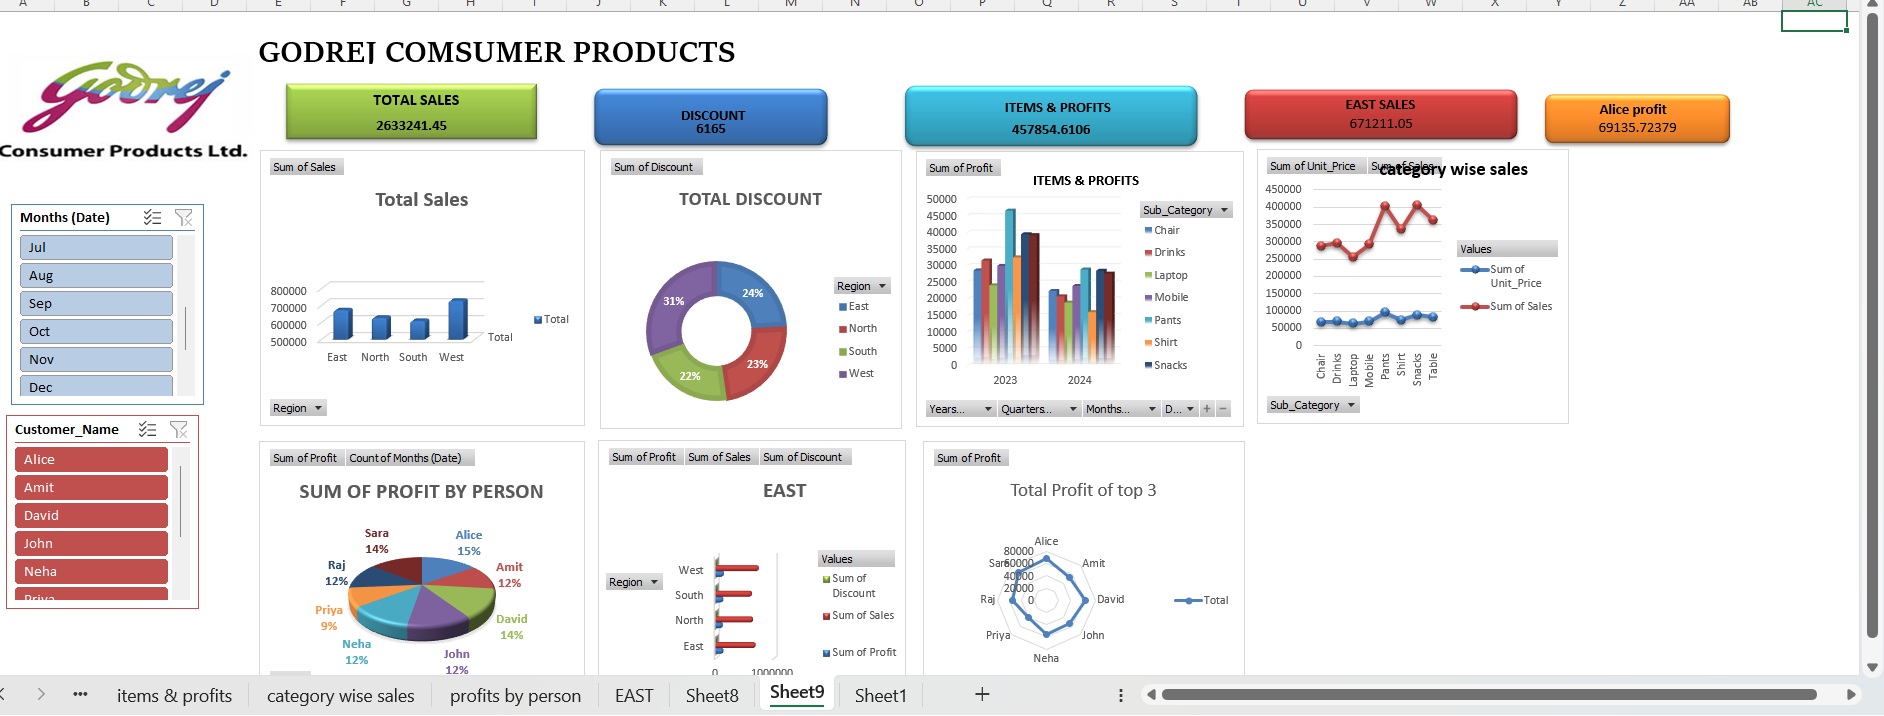 A B C D E F G H I J K L M N O P Q R S T U V W X Y Z AA AB AC
Godrej
Consumer Products Ltd.
GODREJ COMSUMER PRODUCTS
TOTAL SALES
2633241.45
DISCOUNT
6165
ITEMS & PROFITS
457854.6106
EAST SALES
671211.05
Alice profit
69135.72379
Months (Date)
Jul
Aug
Sep
Oct
Nov
Dec
Customer_Name
Alice
Amit
David
John
Neha
Priya
Sum of Sales
Total Sales
800000
700000
600000
500000
East North South West
Total
Total
Region
Sum of Discount
TOTAL DISCOUNT
31%
24%
22%
23%
Region
East
North
South
West
Sum of Profit
ITEMS & PROFITS
50000
45000
40000
35000
30000
25000
20000
15000
10000
5000
0
2023 2024
Sub_Category
Chair
Drinks
Laptop
Mobile
Pants
Shirt
Snacks
Years... Quarters... Months... D... + −
Sum of Unit_Price Sum of Sales
category wise sales
450000
400000
350000
300000
250000
200000
150000
100000
50000
0
Chair
Drinks
Laptop
Mobile
Pants
Shirt
Snacks
Table
Values
Sum of
Unit_Price
Sum of Sales
Sub_Category
Sum of Profit Count of Months (Date)
SUM OF PROFIT BY PERSON
Sara
14%
Alice
15%
Raj
12%
Amit
12%
Priya
9%
David
14%
Neha
12%
John
12%
Sum of Profit Sum of Sales Sum of Discount
EAST
Region
West
South
North
East
0 1000000
Values
Sum of
Discount
Sum of Sales
Sum of Profit
Sum of Profit
Total Profit of top 3
Alice
Amit
David
John
Neha
Priya
Raj
Sara
80000
60000
40000
20000
0
Total
items & profits category wise sales profits by person EAST Sheet8 Sheet9 Sheet1